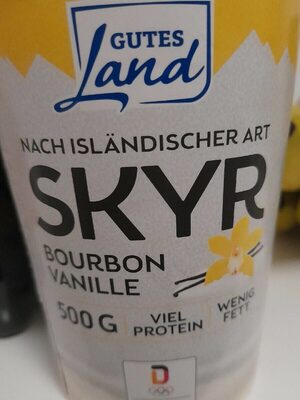 GUTES
Land
NACH ISLÄNDISCHER ART
SKYR
BOURBON
VANILLE
500 G
VIEL
PROTEIN
WENIG
FETT
D